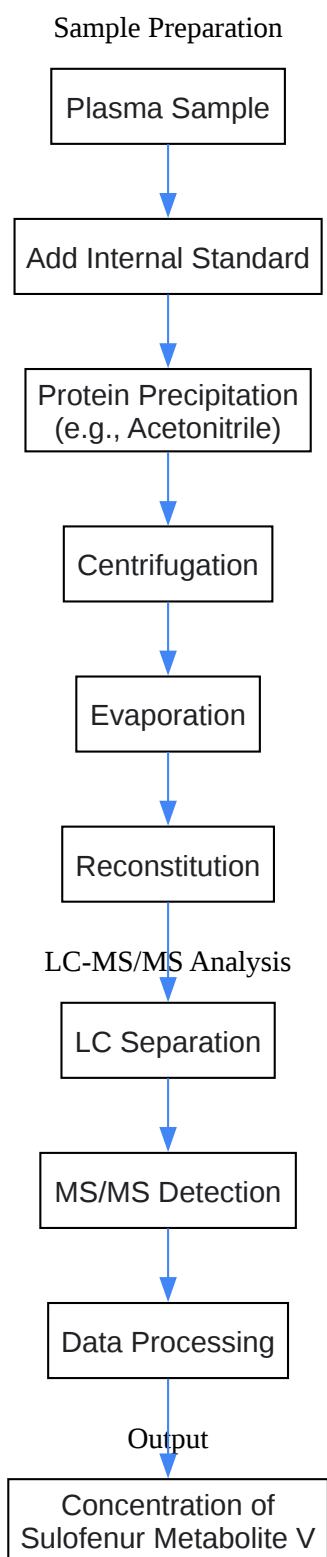 Sample Preparation
Plasma Sample
Add Internal Standard
Protein Precipitation
(e.g., Acetonitrile)
Centrifugation
Evaporation
Reconstitution
LC-MS/MS Analysis
LC Separation
MS/MS Detection
Data Processing
Output
Concentration of
Sulofenur Metabolite V